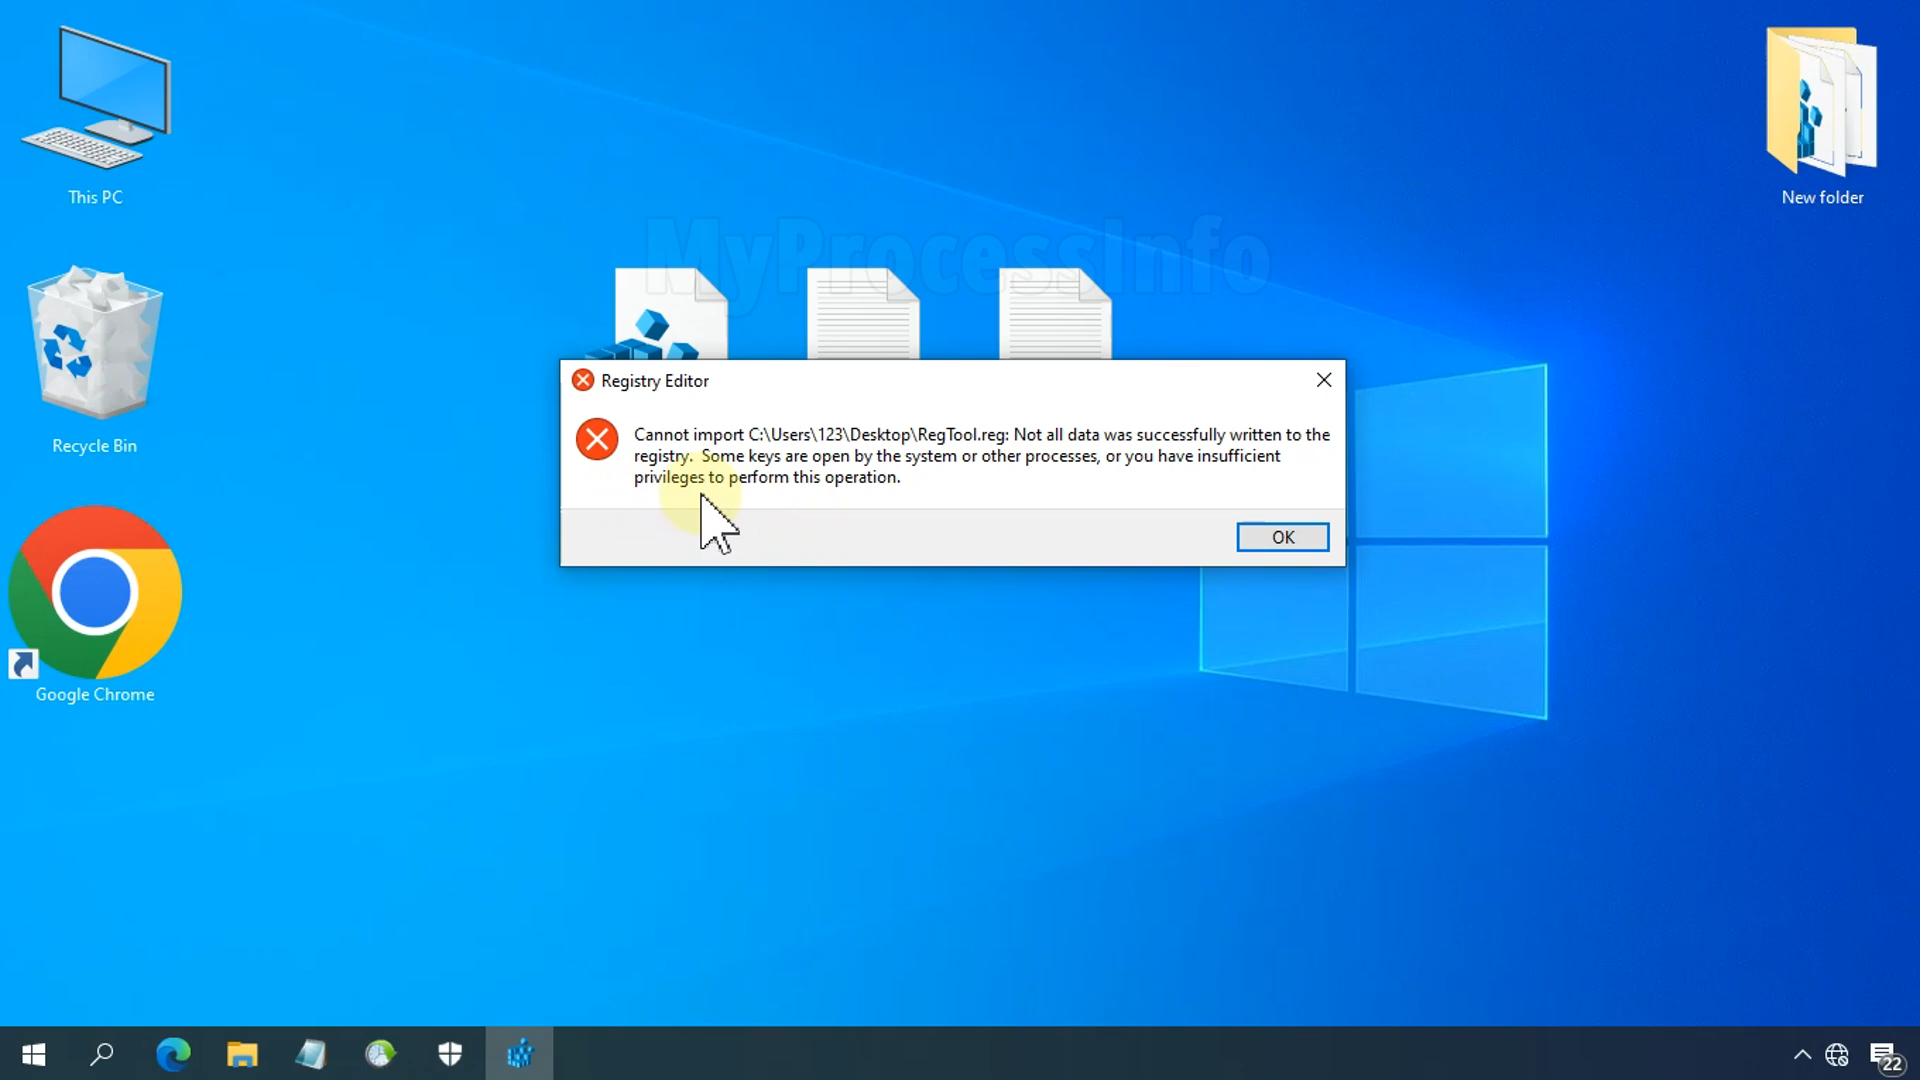 This PC
New folder
MyProcessInfo
Recycle Bin
Registry Editor
Cannot import C:\Users\123\Desktop\RegTool.reg: Not all data was successfully written to the
registry.  Some keys are open by the system or other processes, or you have insufficient
privileges to perform this operation.
OK
Google Chrome
22